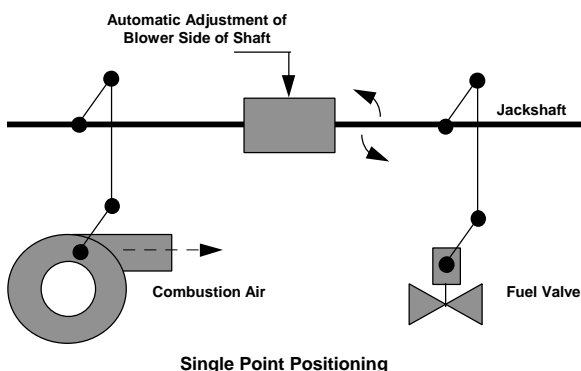 Automatic Adjustment of
Blower Side of Shaft
Jackshaft
Combustion Air
Fuel Valve
Single Point Positioning